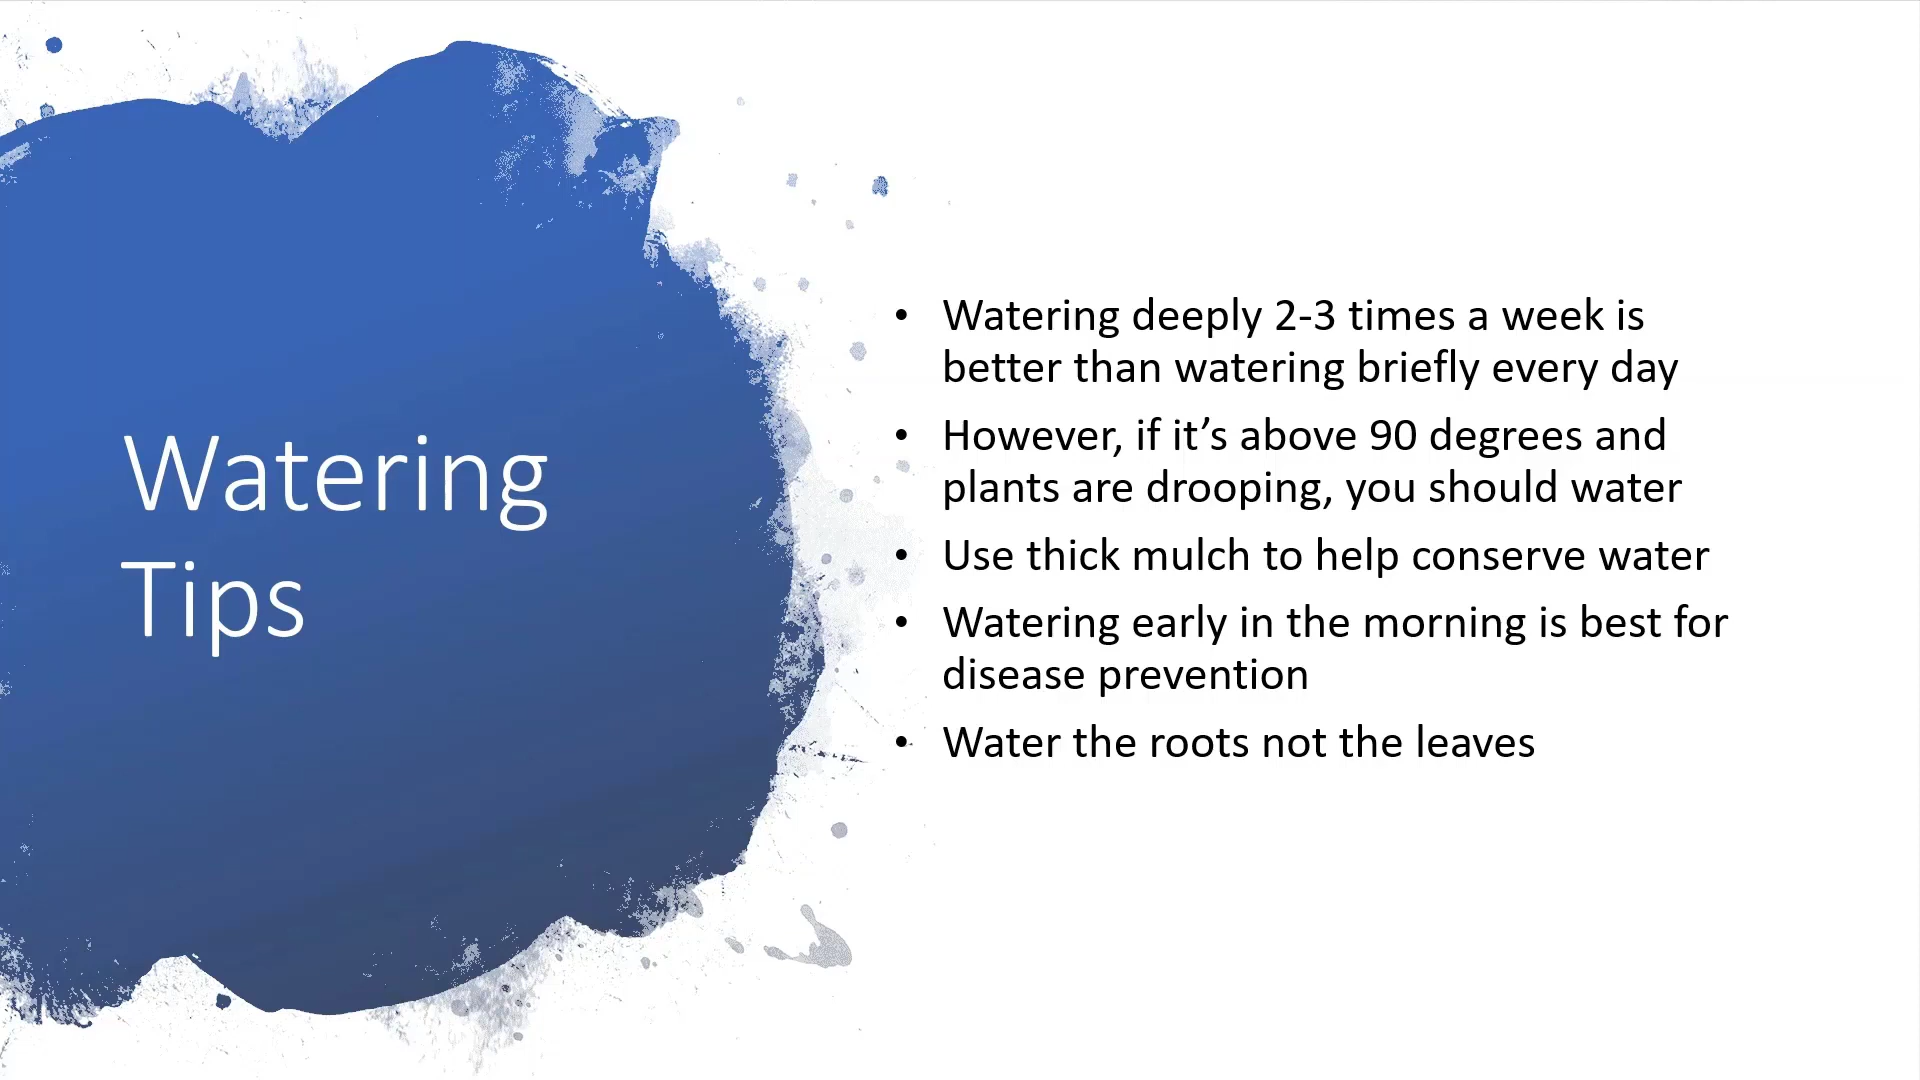 Watering
Tips
• Watering deeply 2-3 times a week is
better than watering briefly every day
• However, if it’s above 90 degrees and
plants are drooping, you should water
• Use thick mulch to help conserve water
• Watering early in the morning is best for
disease prevention
• Water the roots not the leaves